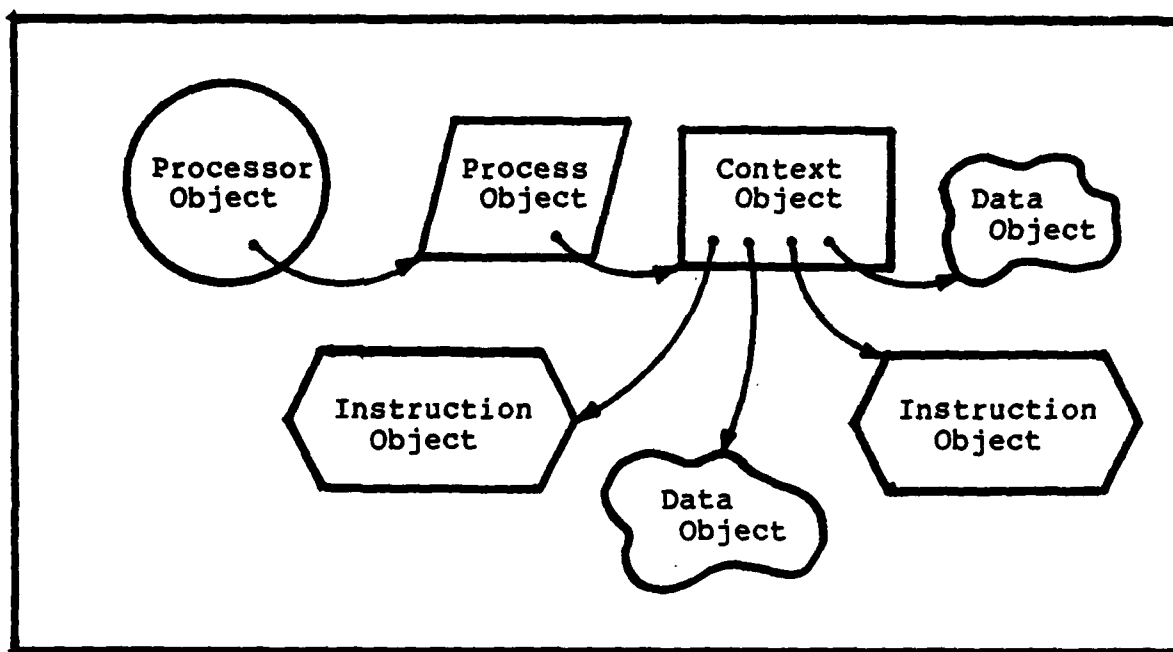 Processor
Object
Process
Object
Context
Object
Data
Object
Instruction
Object
Data
Object
Instruction
Object